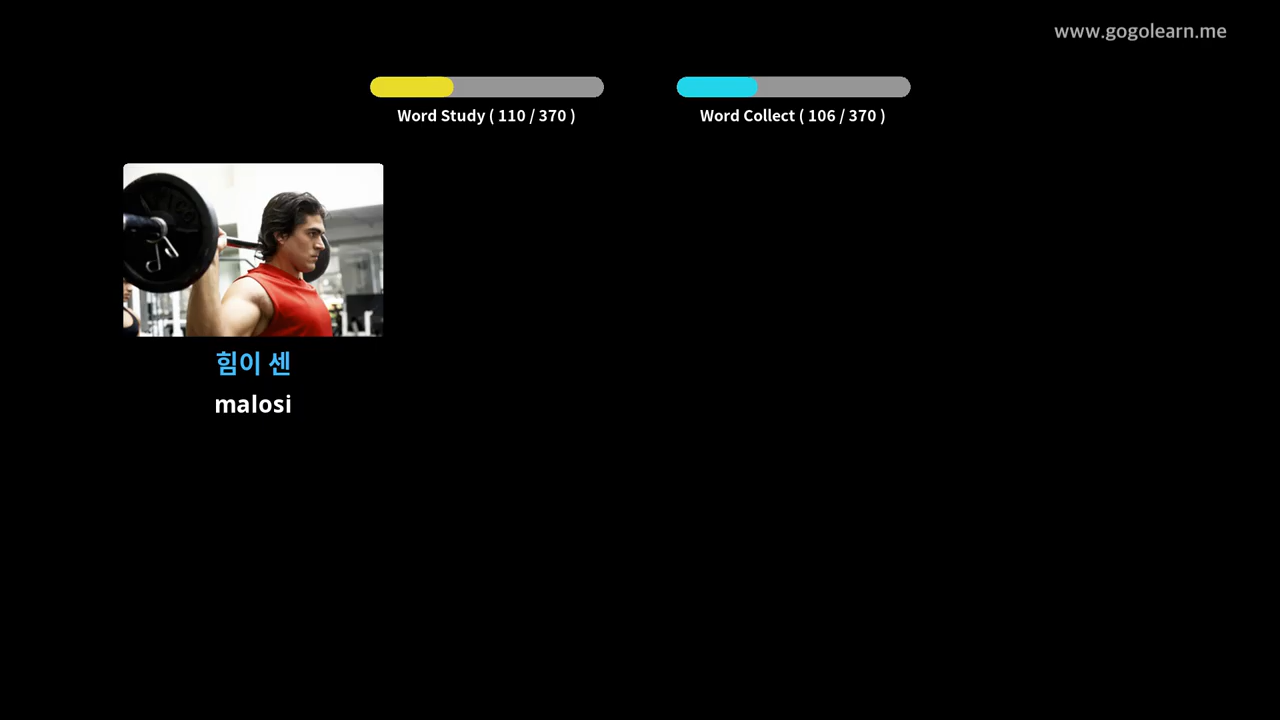 www.gogolearn.me
Word Study ( 110 / 370 )
Word Collect ( 106 / 370 )
힘이 센
malosi